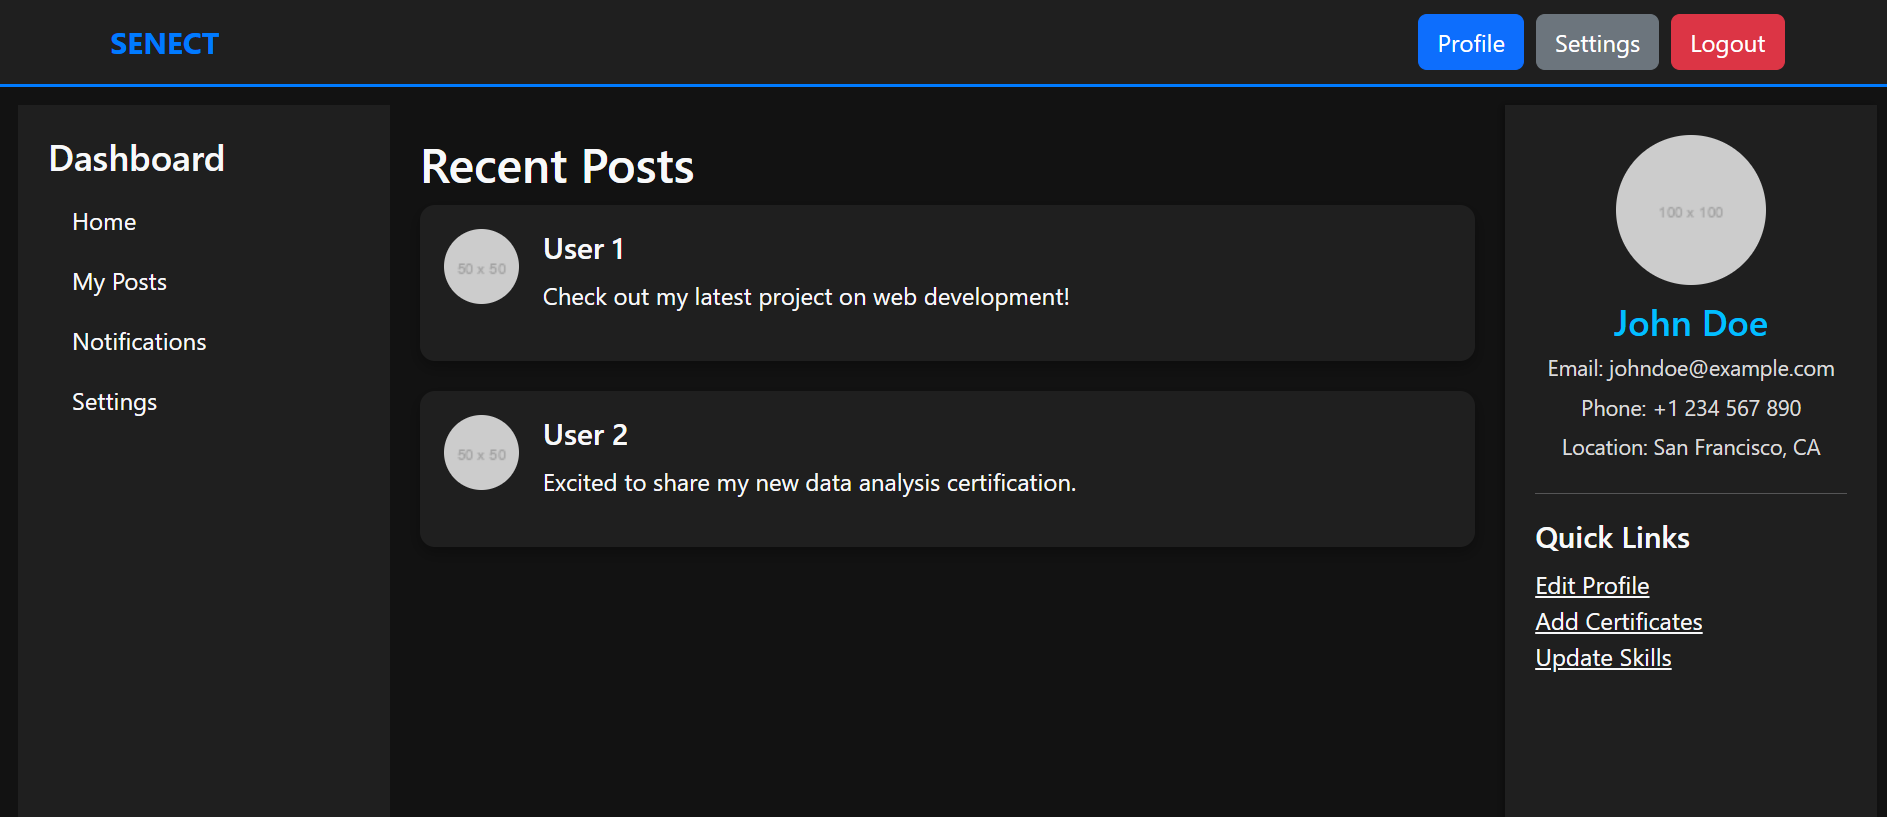 SENECT
Profile
Settings
Logout
Dashboard
Home
My Posts
Notifications
Settings
Recent Posts
50 x 50
User 1
Check out my latest project on web development!
50 x 50
User 2
Excited to share my new data analysis certification.
100 x 100
John Doe
Email: johndoe@example.com
Phone: +1 234 567 890
Location: San Francisco, CA
Quick Links
Edit Profile
Add Certificates
Update Skills